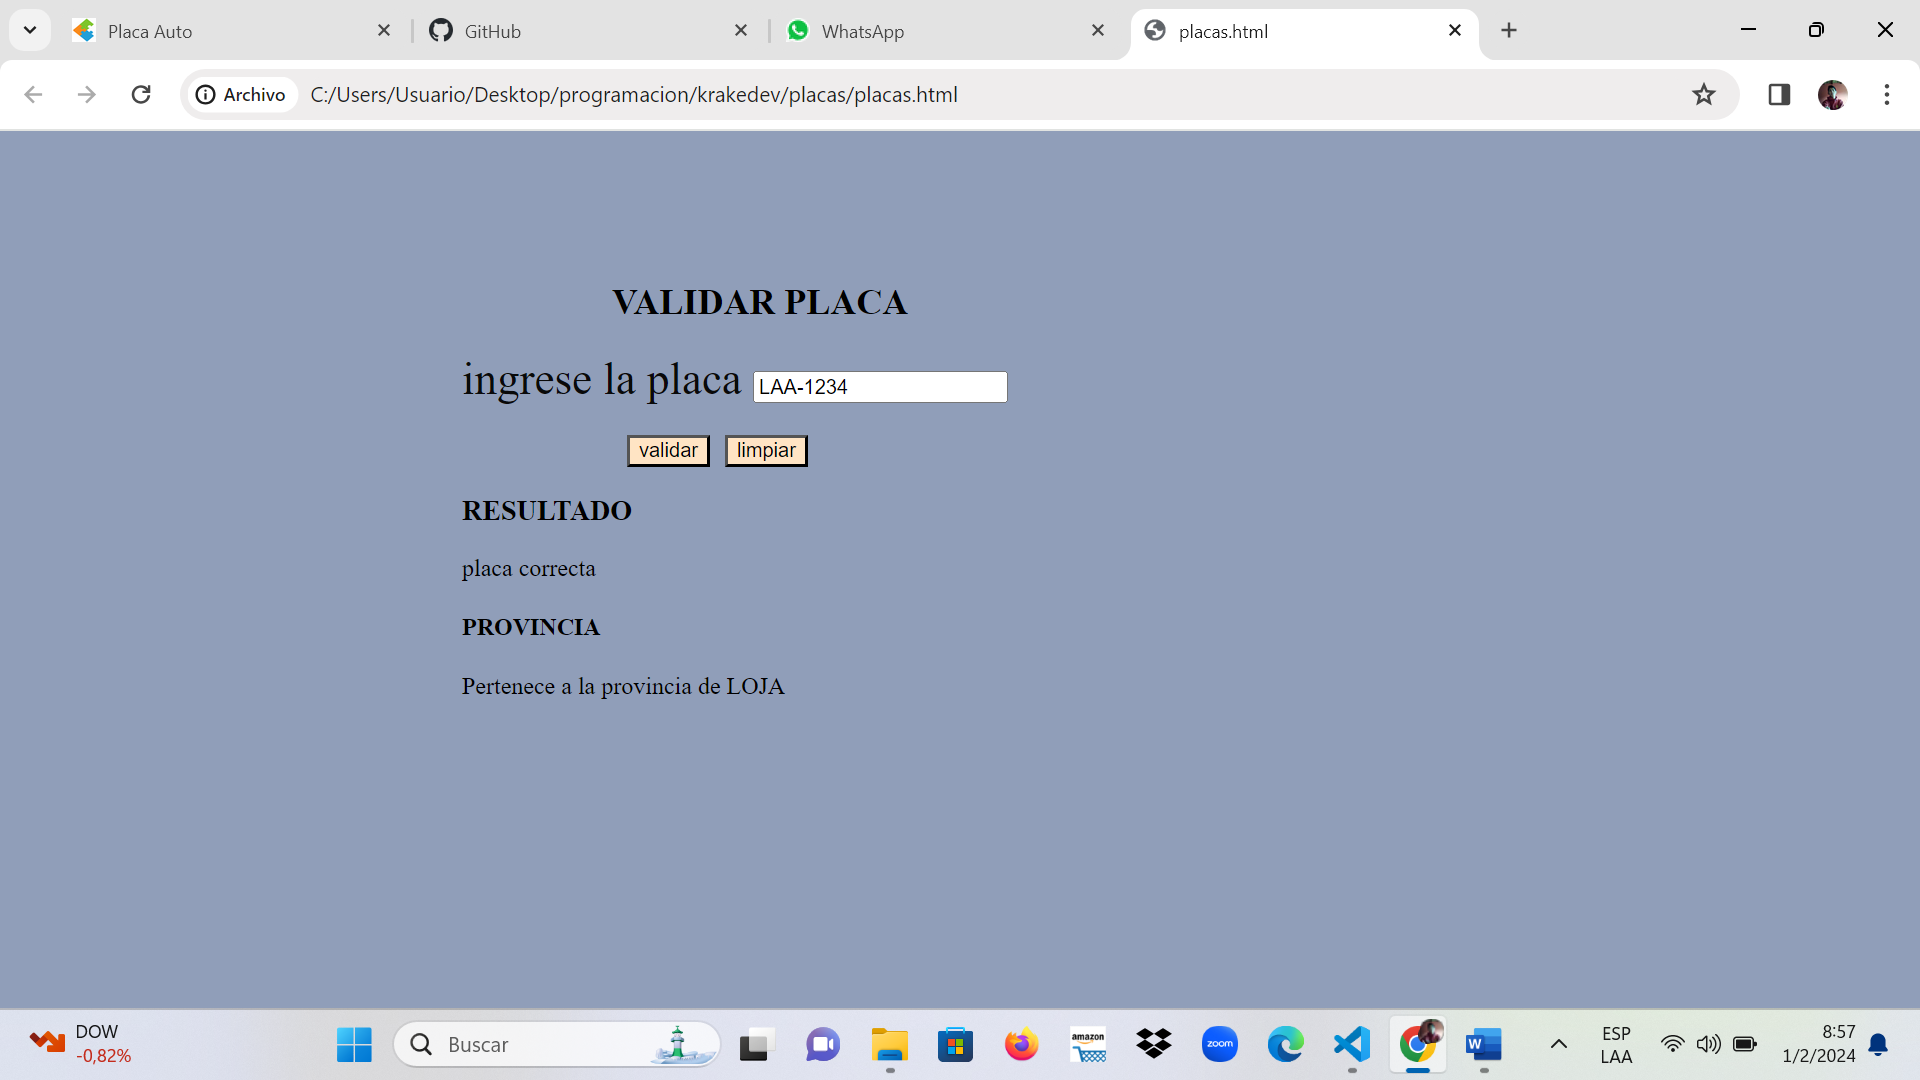 Placa Auto
GitHub
WhatsApp
placas.html
Archivo
C:/Users/Usuario/Desktop/programacion/krakedev/placas/placas.html
VALIDAR PLACA
ingrese la placa LAA-1234
validar limpiar
RESULTADO
placa correcta
PROVINCIA
Pertenece a la provincia de LOJA
DOW
-0,82%
Buscar
amazon
zoom
W
ESP
LAA
8:57
1/2/2024